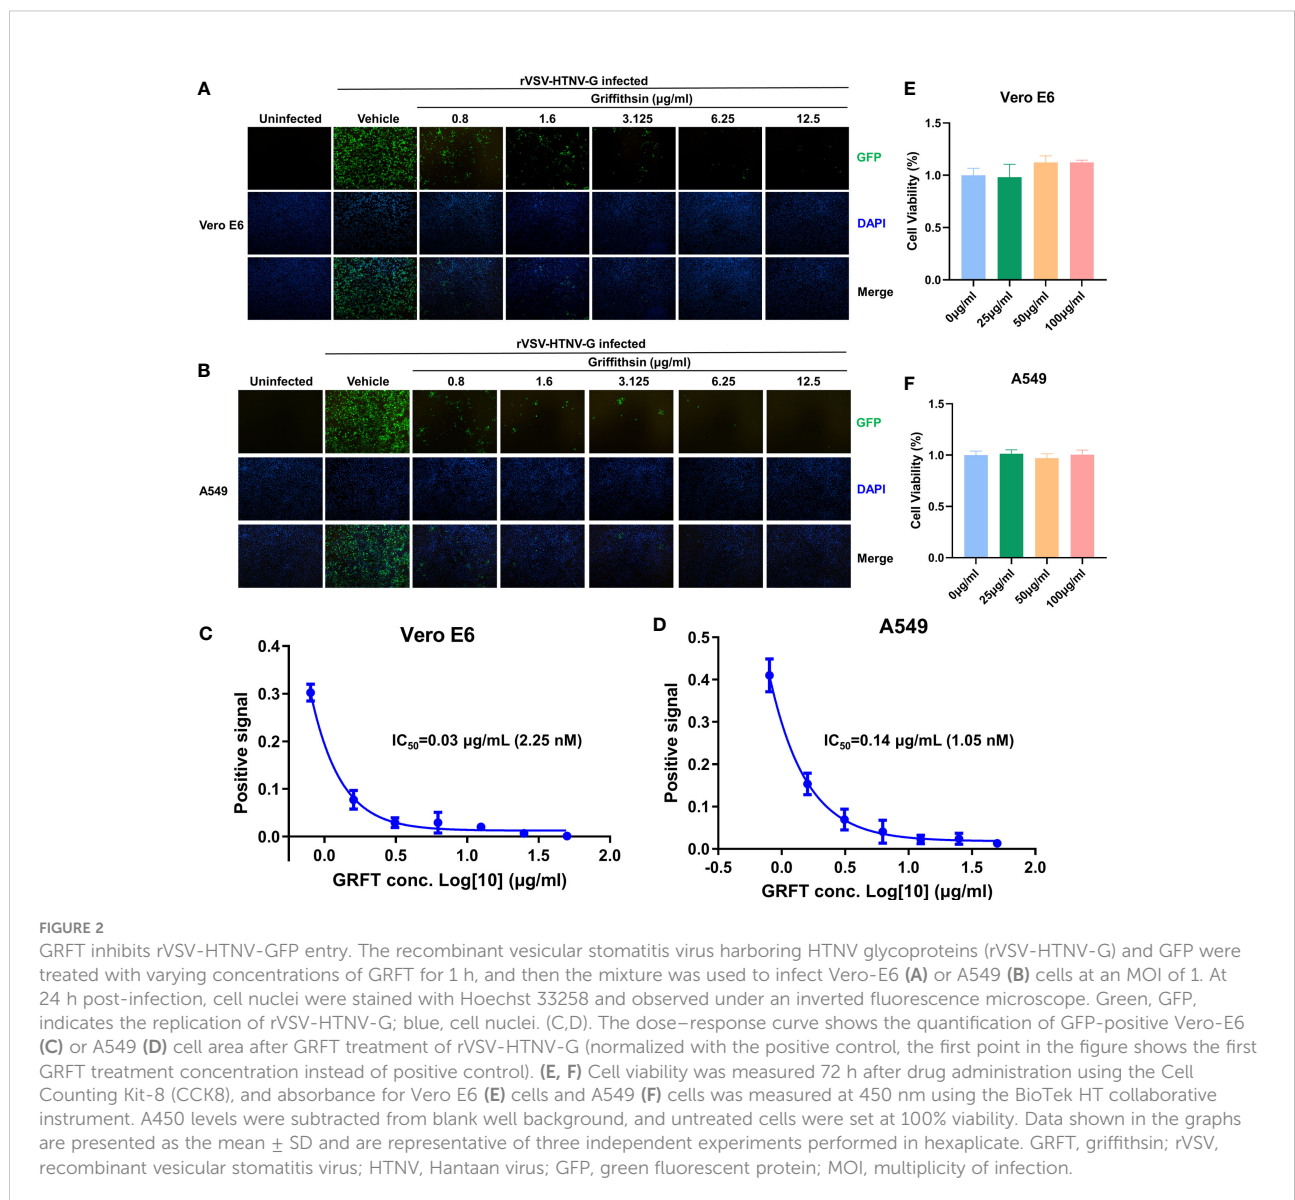 A
rVSV-HTNV-G infected
Griffithsin (µg/ml)
Uninfected Vehicle 0.8 1.6 3.125 6.25 12.5
GFP
Vero E6
DAPI
Merge
B
rVSV-HTNV-G infected
Griffithsin (µg/ml)
Uninfected Vehicle 0.8 1.6 3.125 6.25 12.5
GFP
A549
DAPI
Merge
E
Vero E6
Cell Viability (%)
1.5
1.0
0.5
0.0
0µg/ml 25µg/ml 50µg/ml 100µg/ml
F
A549
Cell Viability (%)
1.5
1.0
0.5
0.0
0µg/ml 25µg/ml 50µg/ml 100µg/ml
C
Vero E6
Positive signal
0.4
0.3
0.2
0.1
0.0
IC50=0.03 µg/mL (2.25 nM)
0.0 0.5 1.0 1.5 2.0
GRFT conc. Log[10] (µg/ml)
D
A549
Positive signal
0.5
0.4
0.3
0.2
0.1
0.0
IC50=0.14 µg/mL (1.05 nM)
-0.5 0.0 0.5 1.0 1.5 2.0
GRFT conc. Log[10] (µg/ml)
FIGURE 2
GRFT inhibits rVSV-HTNV-GFP entry. The recombinant vesicular stomatitis virus harboring HTNV glycoproteins (rVSV-HTNV-G) and GFP were
treated with varying concentrations of GRFT for 1 h, and then the mixture was used to infect Vero-E6 (A) or A549 (B) cells at an MOI of 1. At
24 h post-infection, cell nuclei were stained with Hoechst 33258 and observed under an inverted fluorescence microscope. Green, GFP,
indicates the replication of rVSV-HTNV-G; blue, cell nuclei. (C,D). The dose–response curve shows the quantification of GFP-positive Vero-E6
(C) or A549 (D) cell area after GRFT treatment of rVSV-HTNV-G (normalized with the positive control, the first point in the figure shows the first
GRFT treatment concentration instead of positive control). (E, F) Cell viability was measured 72 h after drug administration using the Cell
Counting Kit-8 (CCK8), and absorbance for Vero E6 (E) cells and A549 (F) cells was measured at 450 nm using the BioTek HT collaborative
instrument. A450 levels were subtracted from blank well background, and untreated cells were set at 100% viability. Data shown in the graphs
are presented as the mean ± SD and are representative of three independent experiments performed in hexaplicate. GRFT, griffithsin; rVSV,
recombinant vesicular stomatitis virus; HTNV, Hantaan virus; GFP, green fluorescent protein; MOI, multiplicity of infection.